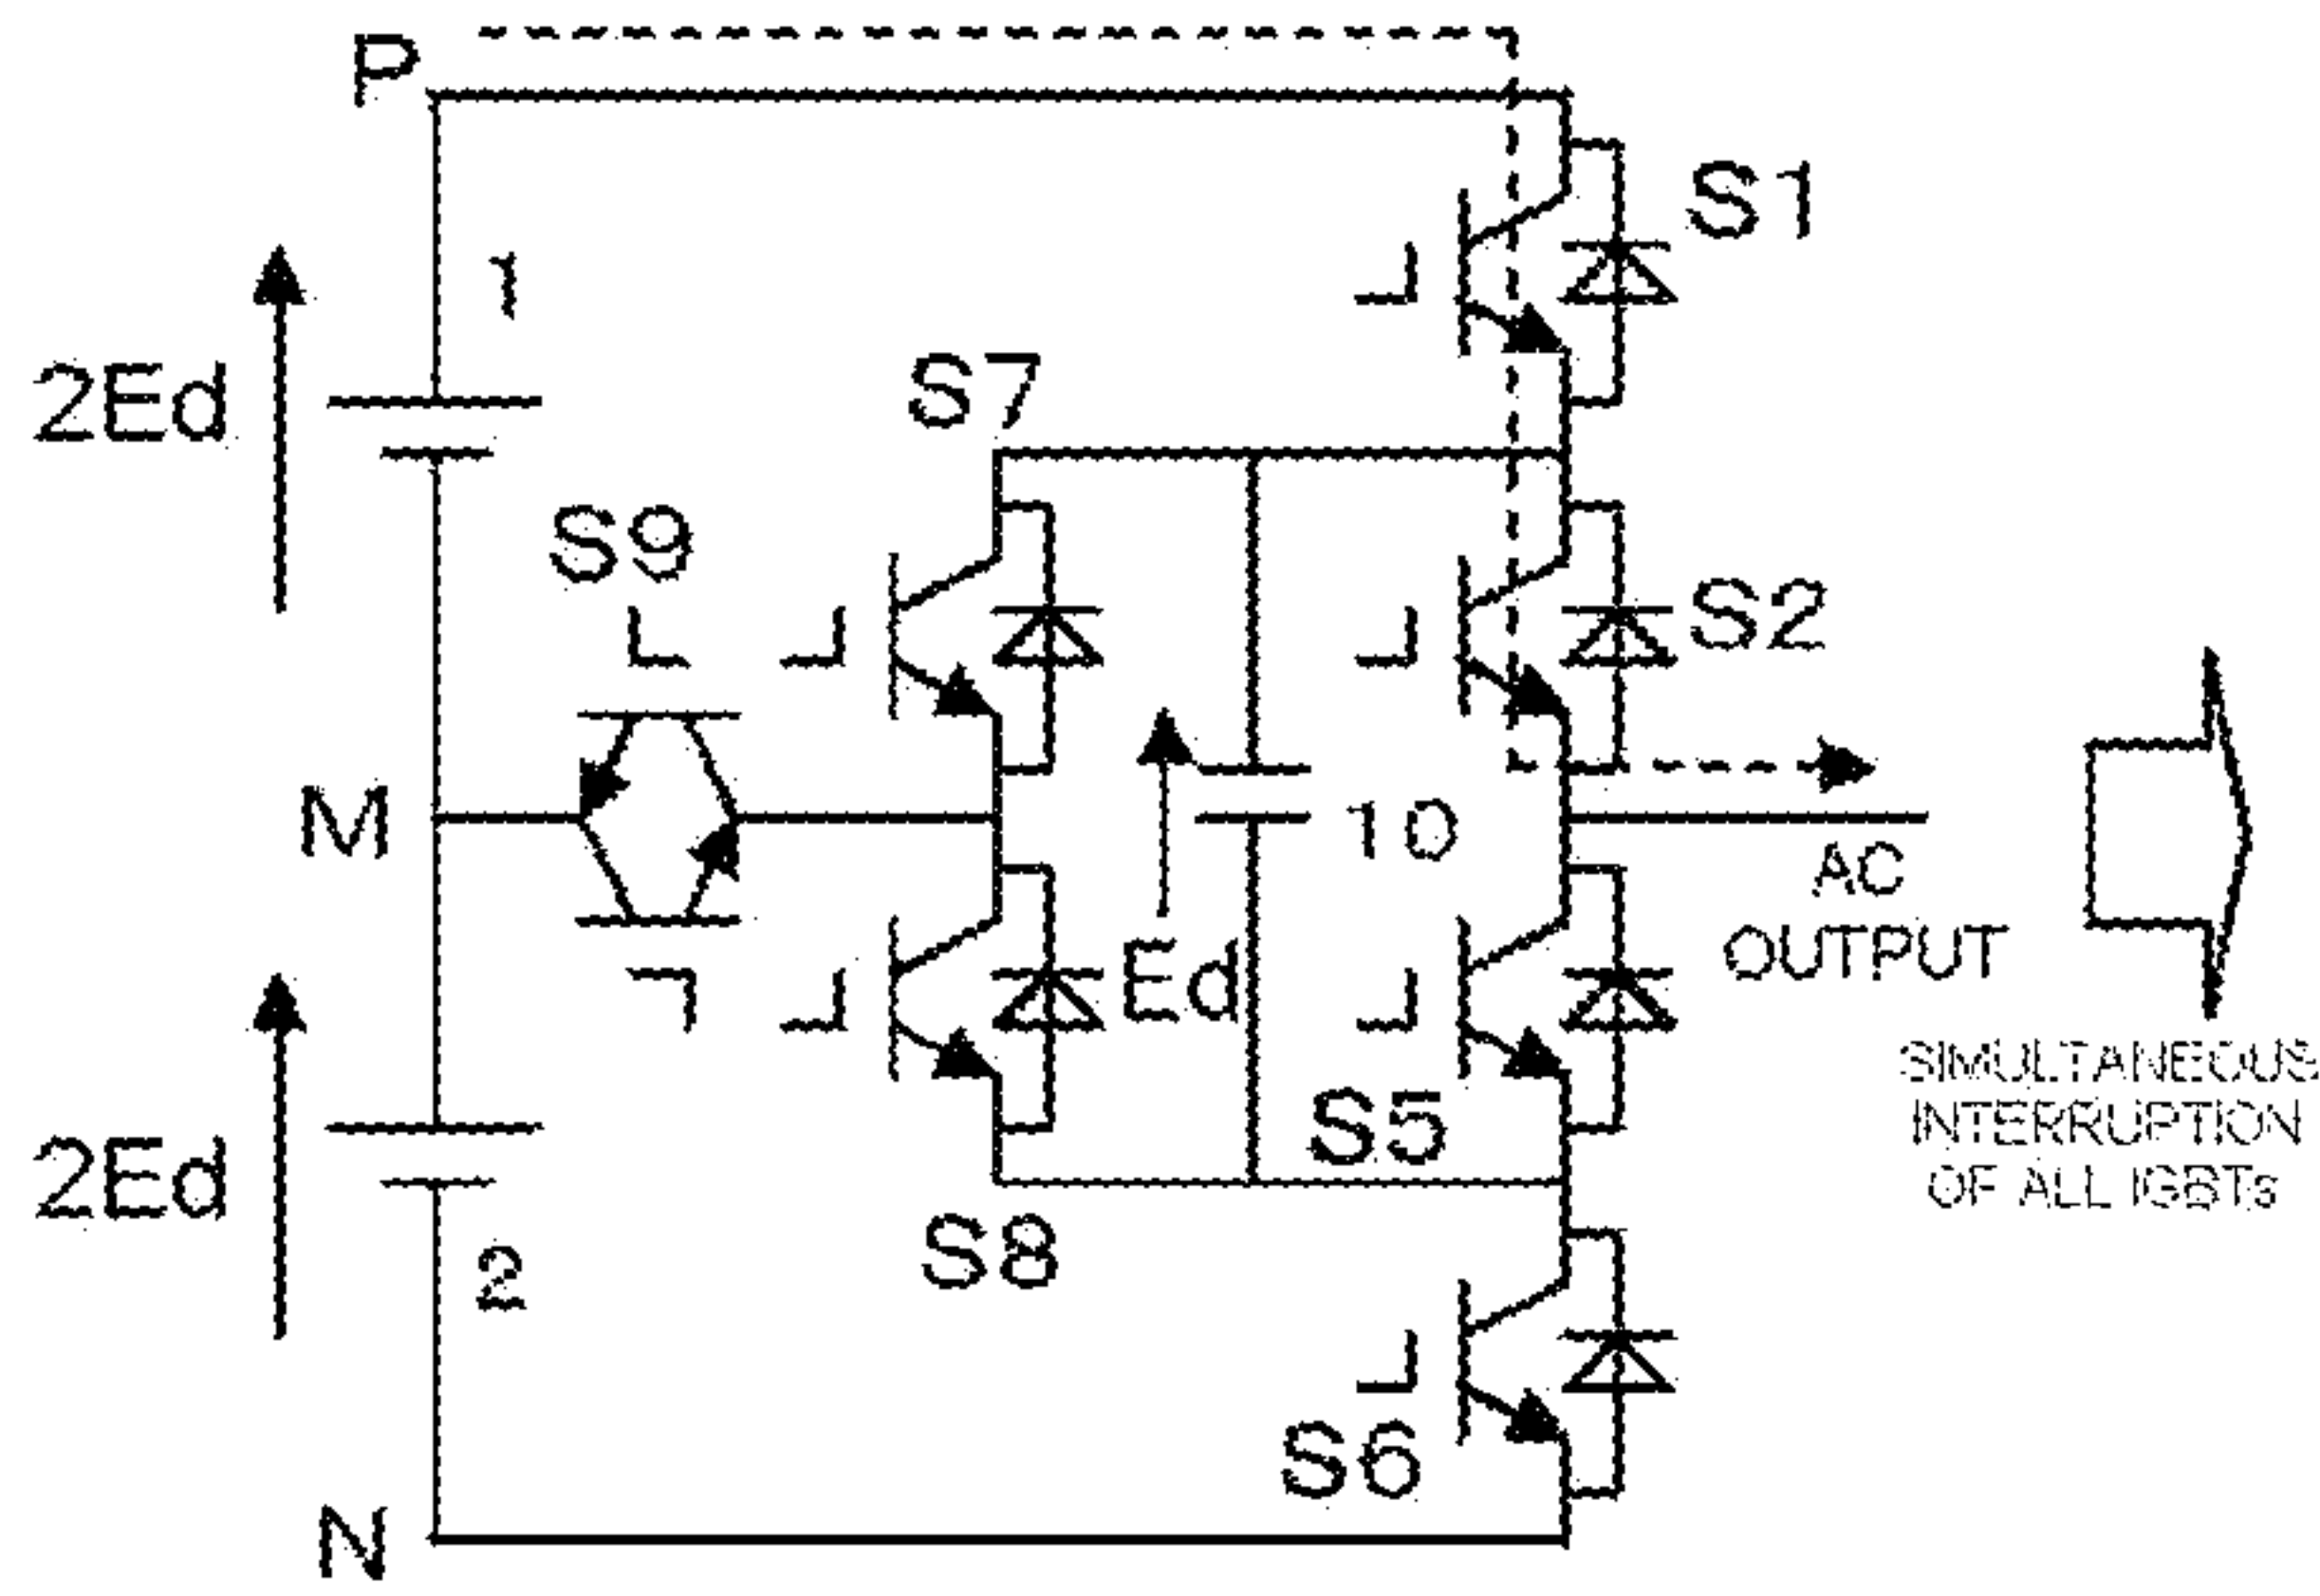 P
S1
1
2Ed
S7
S9
S2
M
10
AC
OUTPUT
Ed
SIMULTANEOUS
INTERRUPTION
OF ALL IGBTs
S5
2Ed
S8
2
S6
N